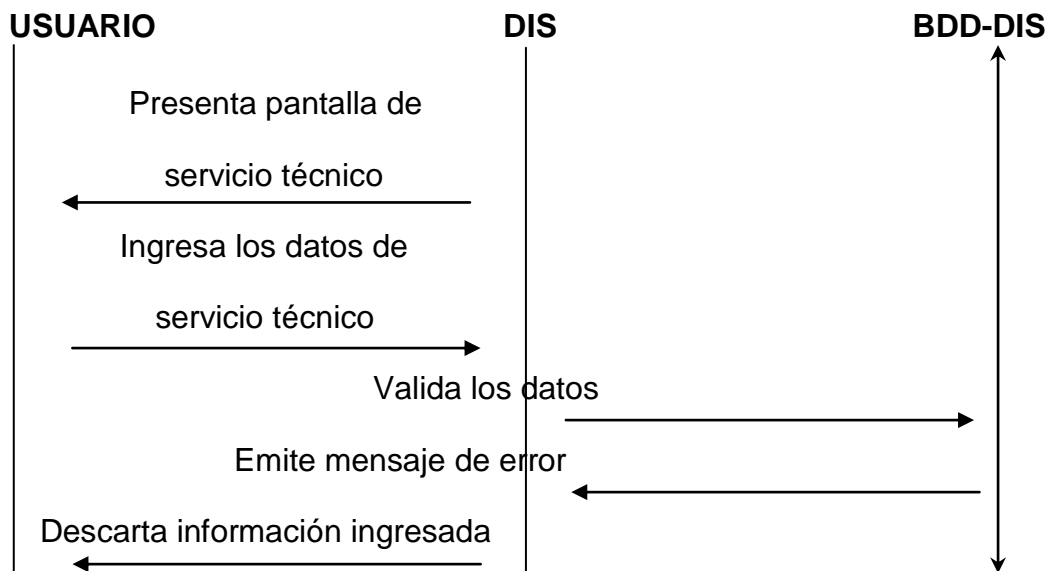 USUARIO DIS BDD-DIS
Presenta pantalla de
servicio técnico
Ingresa los datos de
servicio técnico
Valida los datos
Emite mensaje de error
Descarta información ingresada